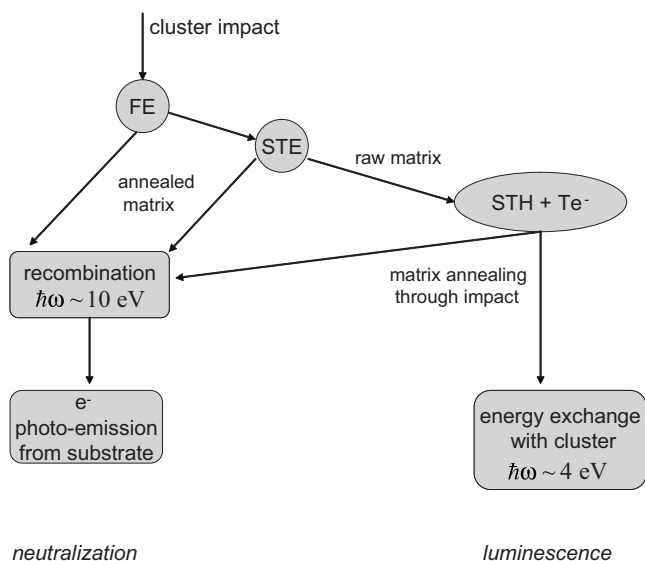 cluster impact
FE
STE
raw matrix
annealed
matrix
STH + Te⁻
recombination
ħω ~ 10 eV
matrix annealing
through impact
e⁻
photo-emission
from substrate
energy exchange
with cluster
ħω ~ 4 eV
neutralization
luminescence